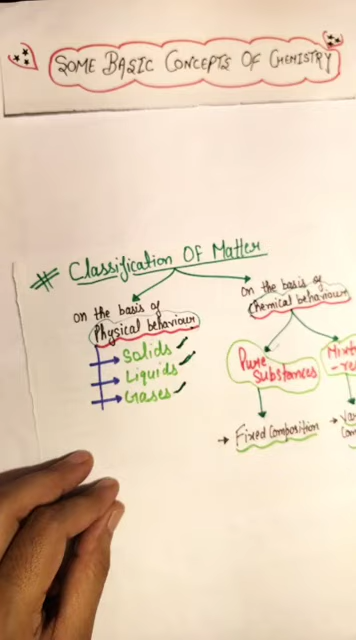 SOME BASIC CONCEPTS OF CHEMISTRY
# Classification OF Matter
on the basis of
Physical behaviour
Solids
Liquids
Gases
on the basis of
Chemical behaviour
Pure
Substances
Fixed Composition